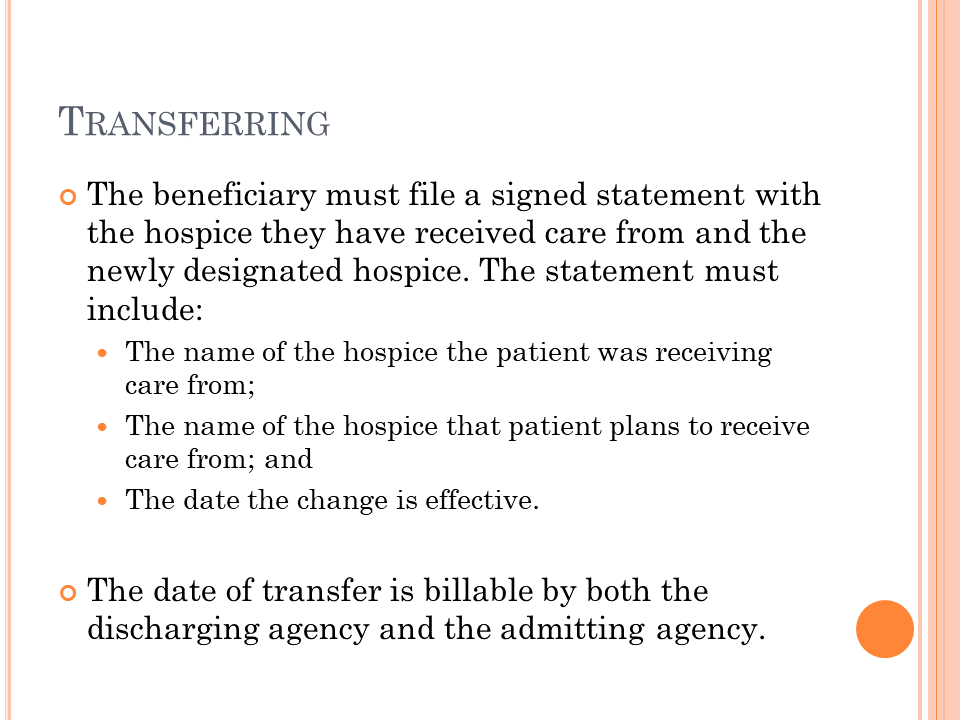 TRANSFERRING
The beneficiary must file a signed statement with
the hospice they have received care from and the
newly designated hospice. The statement must
include:
The name of the hospice the patient was receiving
care from;
The name of the hospice that patient plans to receive
care from; and
The date the change is effective.
The date of transfer is billable by both the
discharging agency and the admitting agency.